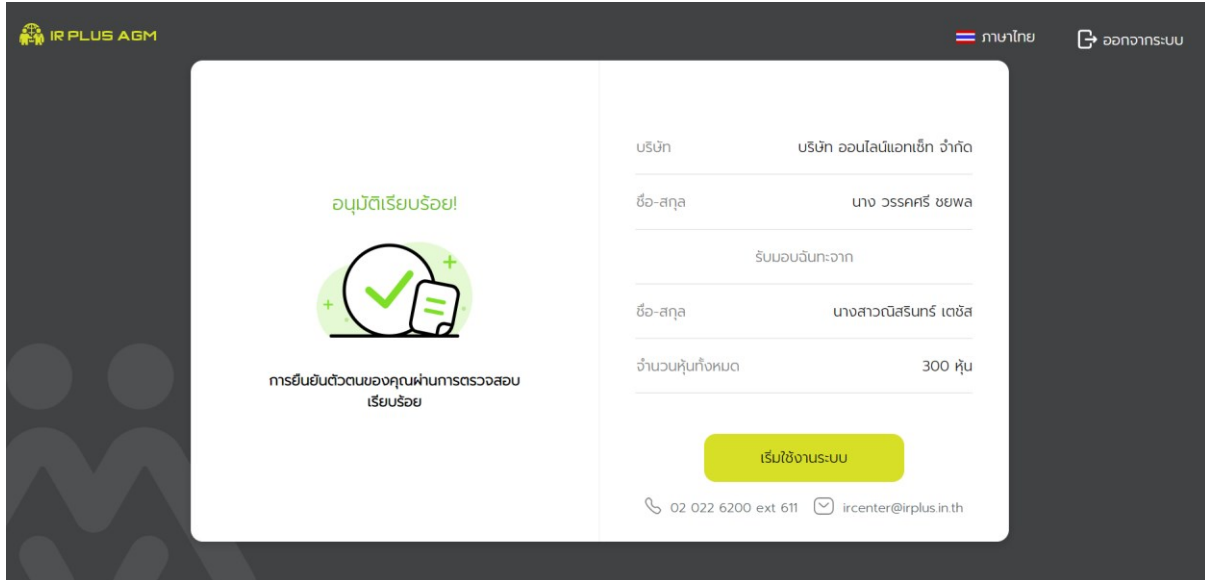 IR PLUS AGM
ภาษาไทย
ออกจากระบบ
อนุมัติเรียบร้อย!
การยืนยันตัวตนของคุณผ่านการตรวจสอบ
เรียบร้อย
บริษัท บริษัท ออนไลน์แอทเซ็ท จำกัด
ชื่อ-สกุล นาง วรรคศรี ชยพล
รับมอบฉันทะจาก
ชื่อ-สกุล นางสาวณิสรินทร์ เตชัส
จำนวนหุ้นทั้งหมด 300 หุ้น
เริ่มใช้งานระบบ
02 022 6200 ext 611 ircenter@irplus.in.th